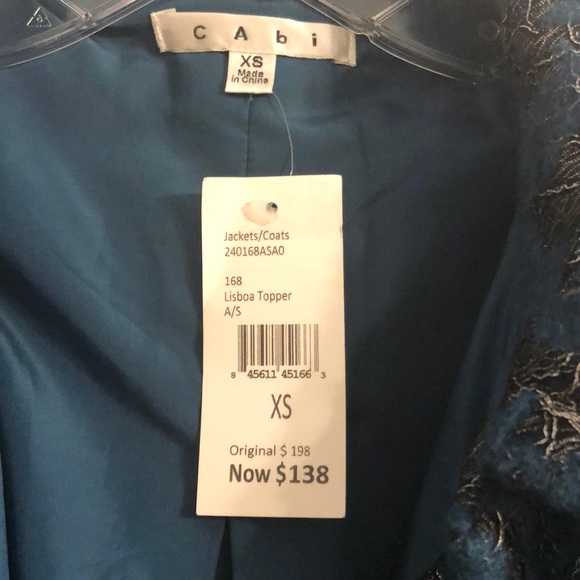 CAbi
XS
Made
in China
Jackets/Coats
240168ASA0
168
Lisboa Topper
A/S
8 45611 45166 3
XS
Original $ 198
Now $138